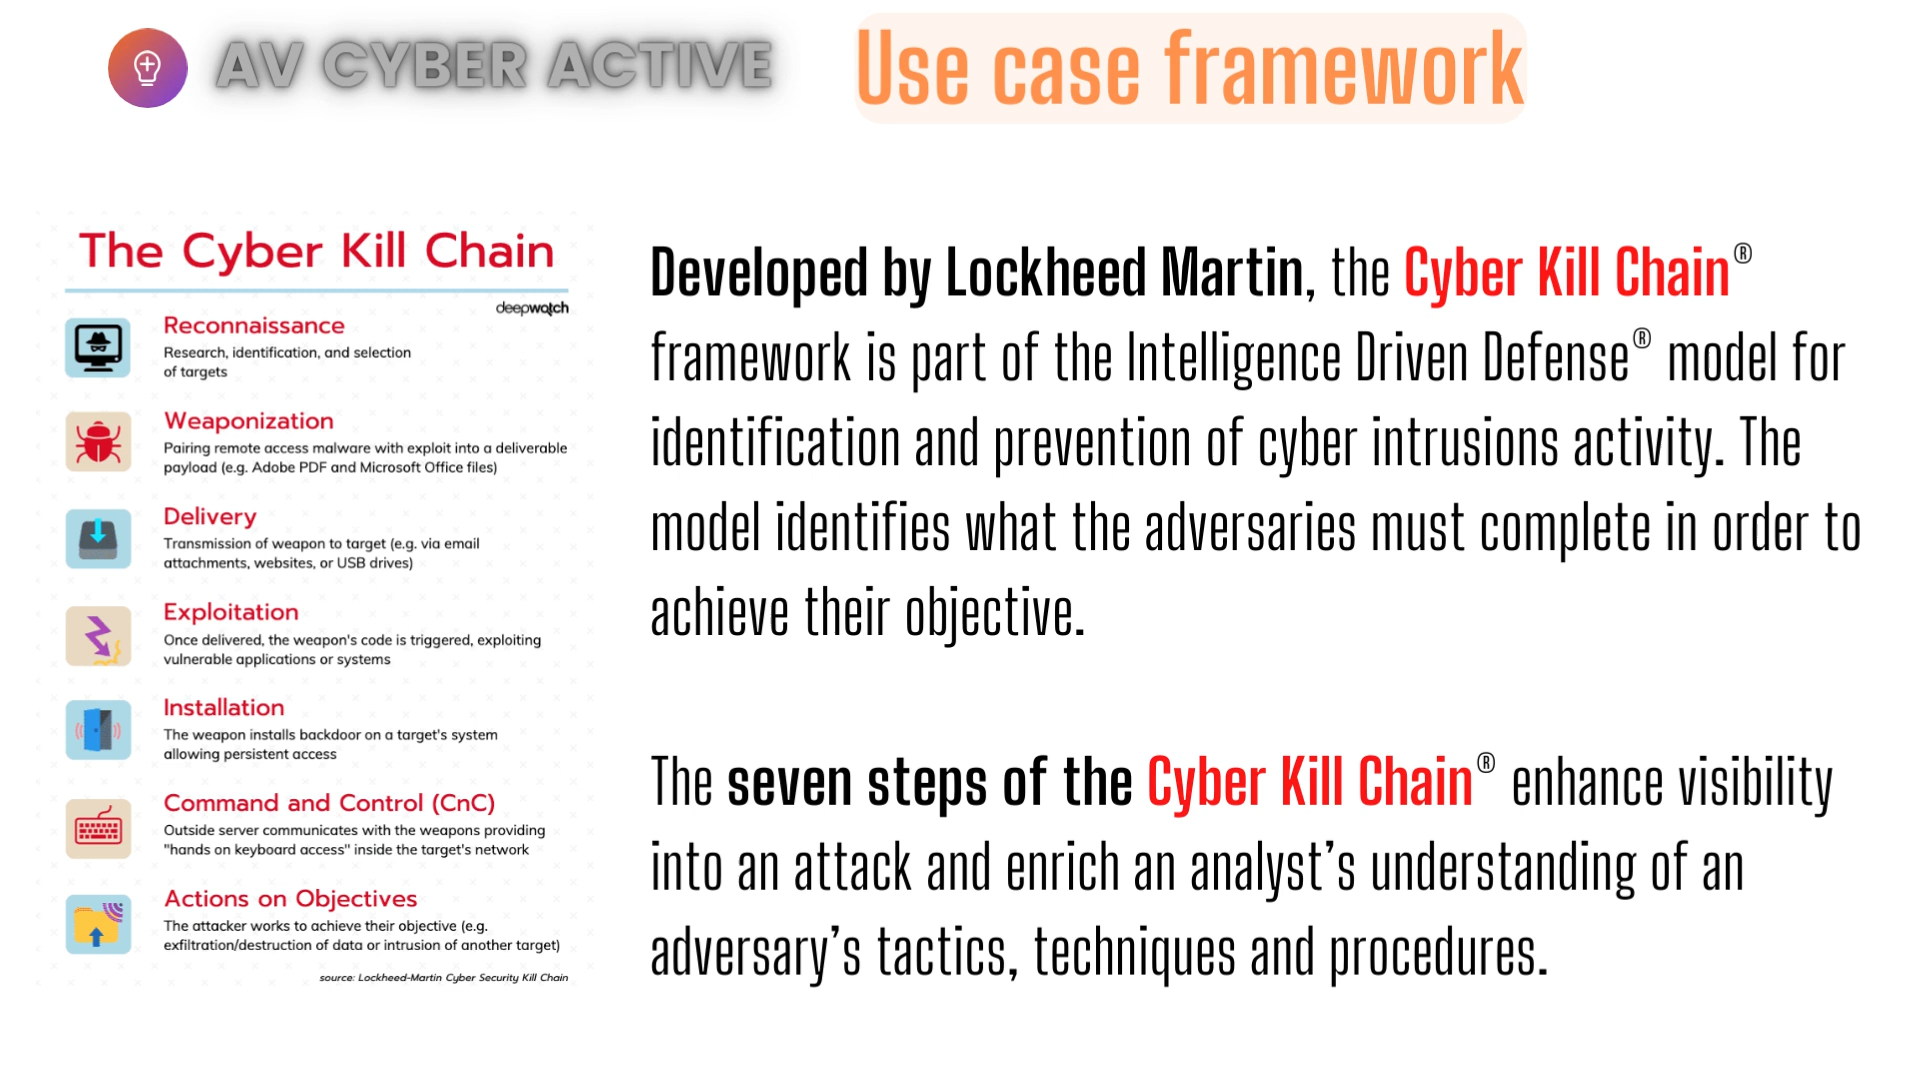 AV CYBER ACTIVE
Use case framework
The Cyber Kill Chain
deepwatch
Reconnaissance
Research, identification, and selection
of targets
Weaponization
Pairing remote access malware with exploit into a deliverable
payload (e.g. Adobe PDF and Microsoft Office files)
Delivery
Transmission of weapon to target (e.g. via email
attachments, websites, or USB drives)
Exploitation
Once delivered, the weapon's code is triggered, exploiting
vulnerable applications or systems
Installation
The weapon installs backdoor on a target's system
allowing persistent access
Command and Control (CnC)
Outside server communicates with the weapons providing
"hands on keyboard access" inside the target's network
Actions on Objectives
The attacker works to achieve their objective (e.g.
exfiltration/destruction of data or intrusion of another target)
source: Lockheed-Martin Cyber Security Kill Chain
Developed by Lockheed Martin, the Cyber Kill Chain®
framework is part of the Intelligence Driven Defense® model for
identification and prevention of cyber intrusions activity. The
model identifies what the adversaries must complete in order to
achieve their objective.
The seven steps of the Cyber Kill Chain® enhance visibility
into an attack and enrich an analyst’s understanding of an
adversary’s tactics, techniques and procedures.